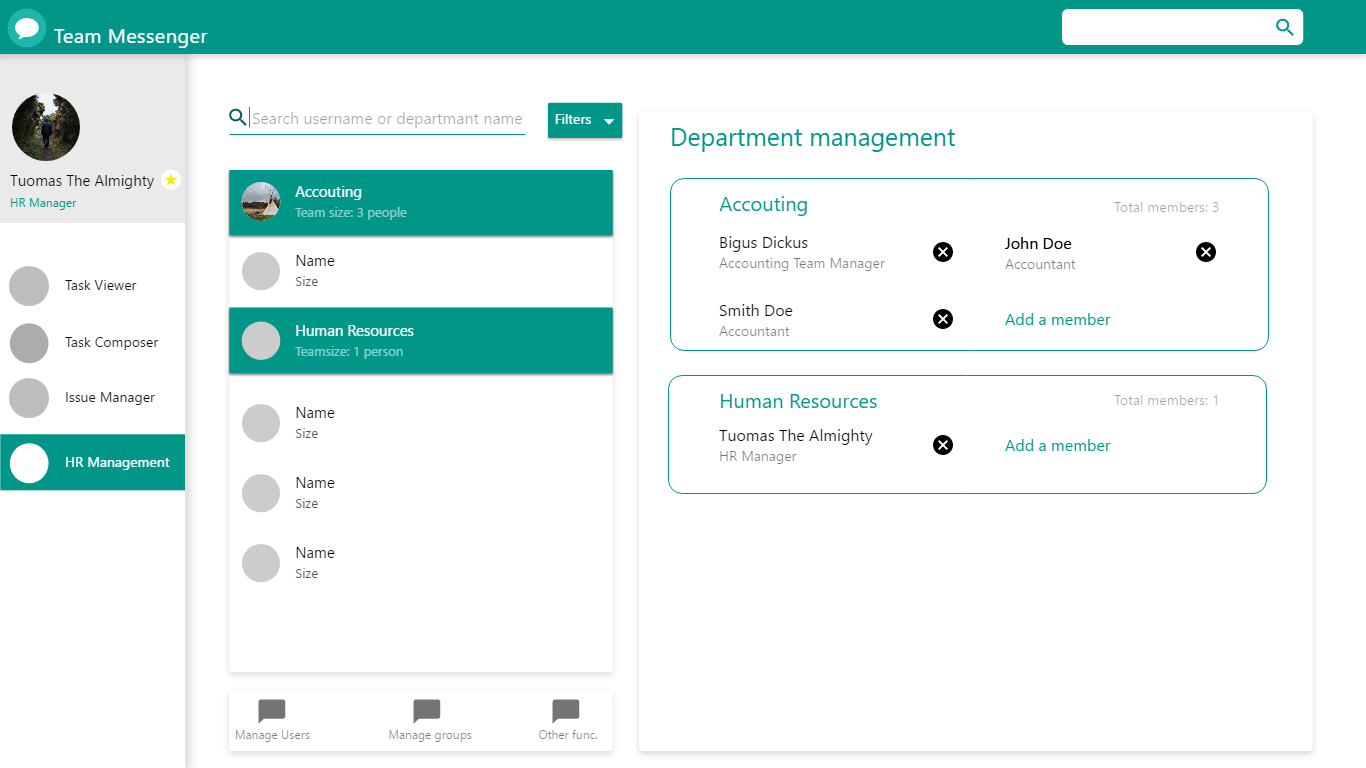 Team Messenger
Tuomas The Almighty
HR Manager
Task Viewer
Task Composer
Issue Manager
HR Management
Search username or departmant name
Filters
Accouting
Team size: 3 people
Name
Size
Human Resources
Teamsize: 1 person
Name
Size
Name
Size
Name
Size
Manage Users
Manage groups
Other func.
Department management
Accouting
Total members: 3
Bigus Dickus
Accounting Team Manager
John Doe
Accountant
Smith Doe
Accountant
Add a member
Human Resources
Total members: 1
Tuomas The Almighty
HR Manager
Add a member